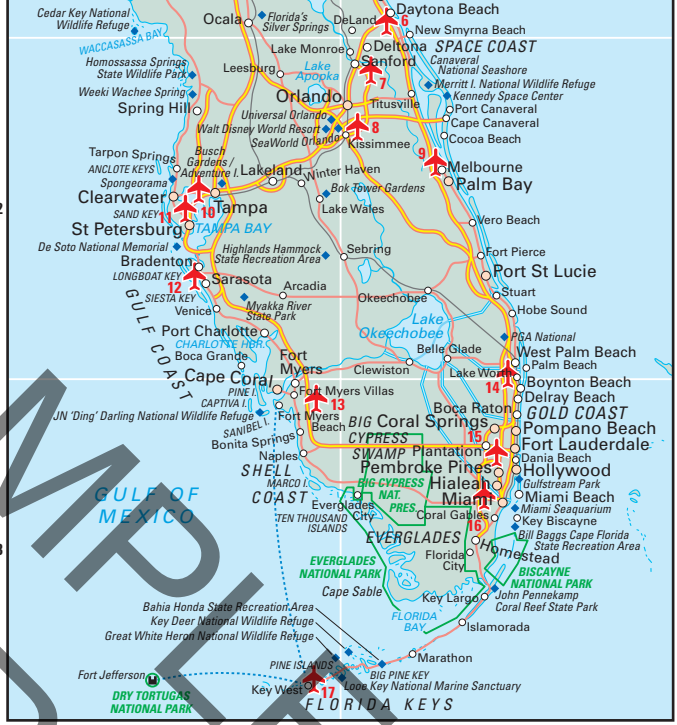 Daytona Beach
6
Cedar Key National
Wildlife Refuge
Ocala
Florida's
Silver Springs
DeLand
New Smyrna Beach
WACCASASSA BAY
Lake Monroe
Deltona
SPACE COAST
Homossassa Springs
State Wildlife Park
Leesburg
Lake
Apopka
Sanford
7
Canaveral
National Seashore
Weeki Wachee Spring
Merritt I. National Wildlife Refuge
Kennedy Space Center
Spring Hill
Orlando
Titusville
Port Canaveral
Universal Orlando
Cape Canaveral
Walt Disney World Resort
8
SeaWorld Orlando
Kissimmee
Cocoa Beach
Tarpon Springs
Busch
Gardens /
Adventure I.
9
Melbourne
ANCLOTE KEYS
Lakeland
Winter Haven
Spongeorama
Bok Tower Gardens
Palm Bay
Clearwater
10
Tampa
Lake Wales
2
SAND KEY
11
St Petersburg
TAMPA BAY
Vero Beach
De Soto National Memorial
Highlands Hammock
State Recreation Area
Sebring
Fort Pierce
Bradenton
LONGBOAT KEY
12
Sarasota
Port St Lucie
SIESTA KEY
Arcadia
Okeechobee
Stuart
Venice
Myakka River
State Park
Hobe Sound
GULF COAST
Port Charlotte
Lake
Okeechobee
CHARLOTTE HBR.
PGA National
Boca Grande
Fort
Myers
Clewiston
Belle Glade
West Palm Beach
Cape Coral
Lake Worth
Palm Beach
14
PINE I.
Fort Myers Villas
Boynton Beach
CAPTIVA I.
13
Delray Beach
JN 'Ding' Darling National Wildlife Refuge
Fort Myers
Beach
Boca Raton
GOLD COAST
SANIBEL I.
BIG
CYPRESS
SWAMP
Coral Springs
Pompano Beach
Bonita Springs
15
Fort Lauderdale
Naples
Plantation
Dania Beach
SHELL
COAST
Pembroke Pines
Hollywood
MARCO I.
BIG CYPRESS
NAT.
PRES.
Hialeah
Gulfstream Park
GULF OF
MEXICO
Miami
Miami Beach
Everglades
City
Miami Seaquarium
TEN THOUSAND
ISLANDS
Coral Gables
Key Biscayne
16
Bill Baggs Cape Florida
State Recreation Area
3
EVERGLADES
Homestead
EVERGLADES
NATIONAL PARK
Florida
City
BISCAYNE
NATIONAL PARK
Cape Sable
Key Largo
John Pennekamp
Coral Reef State Park
Bahia Honda State Recreation Area
Key Deer National Wildlife Refuge
FLORIDA
BAY
Great White Heron National Wildlife Refuge
Islamorada
Marathon
PINE ISLANDS
Fort Jefferson
BIG PINE KEY
DRY TORTUGAS
NATIONAL PARK
Key West
17
Looe Key National Marine Sanctuary
FLORIDA KEYS